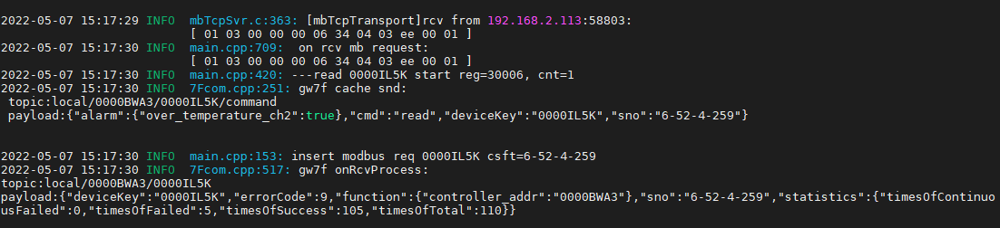 2022-05-07 15:17:29 INFO  mbTcpSvr.c:363: [mbTcpTransport]rcv from 192.168.2.113:58803:
[ 01 03 00 00 00 06 34 04 03 ee 00 01 ]
2022-05-07 15:17:30 INFO  main.cpp:709:  on rcv mb request:
[ 01 03 00 00 00 06 34 04 03 ee 00 01 ]
2022-05-07 15:17:30 INFO  main.cpp:420: ---read 0000IL5K start reg=30006, cnt=1
2022-05-07 15:17:30 INFO  7Fcom.cpp:251: gw7f cache snd:
topic:local/0000BWA3/0000IL5K/command
payload:{"alarm":{"over_temperature_ch2":true},"cmd":"read","deviceKey":"0000IL5K","sno":"6-52-4-259"}
2022-05-07 15:17:30 INFO  main.cpp:153: insert modbus req 0000IL5K csft=6-52-4-259
2022-05-07 15:17:30 INFO  7Fcom.cpp:517: gw7f onRcvProcess:
topic:local/0000BWA3/0000IL5K
payload:{"deviceKey":"0000IL5K","errorCode":9,"function":{"controller_addr":"0000BWA3"},"sno":"6-52-4-259","statistics":{"timesOfContinuo
usFailed":0,"timesOfFailed":5,"timesOfSuccess":105,"timesOfTotal":110}}